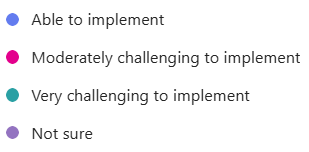 Able to implement
Moderately challenging to implement
Very challenging to implement
Not sure